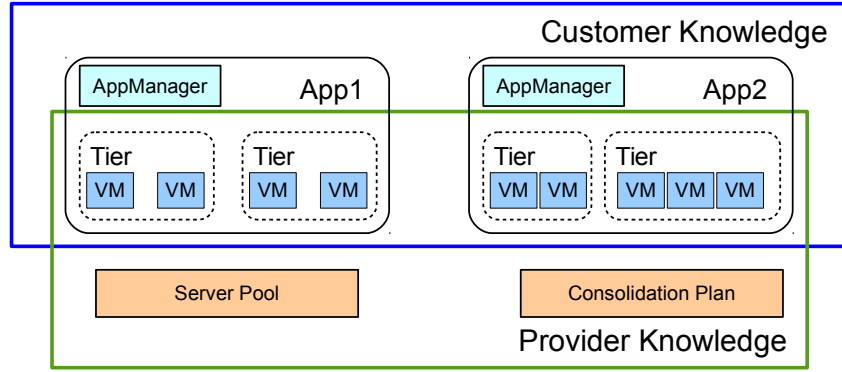 Customer Knowledge
AppManager App1
AppManager App2
Tier Tier
VM VM VM VM
Tier Tier
VM VM VM VM VM
Server Pool
Consolidation Plan
Provider Knowledge